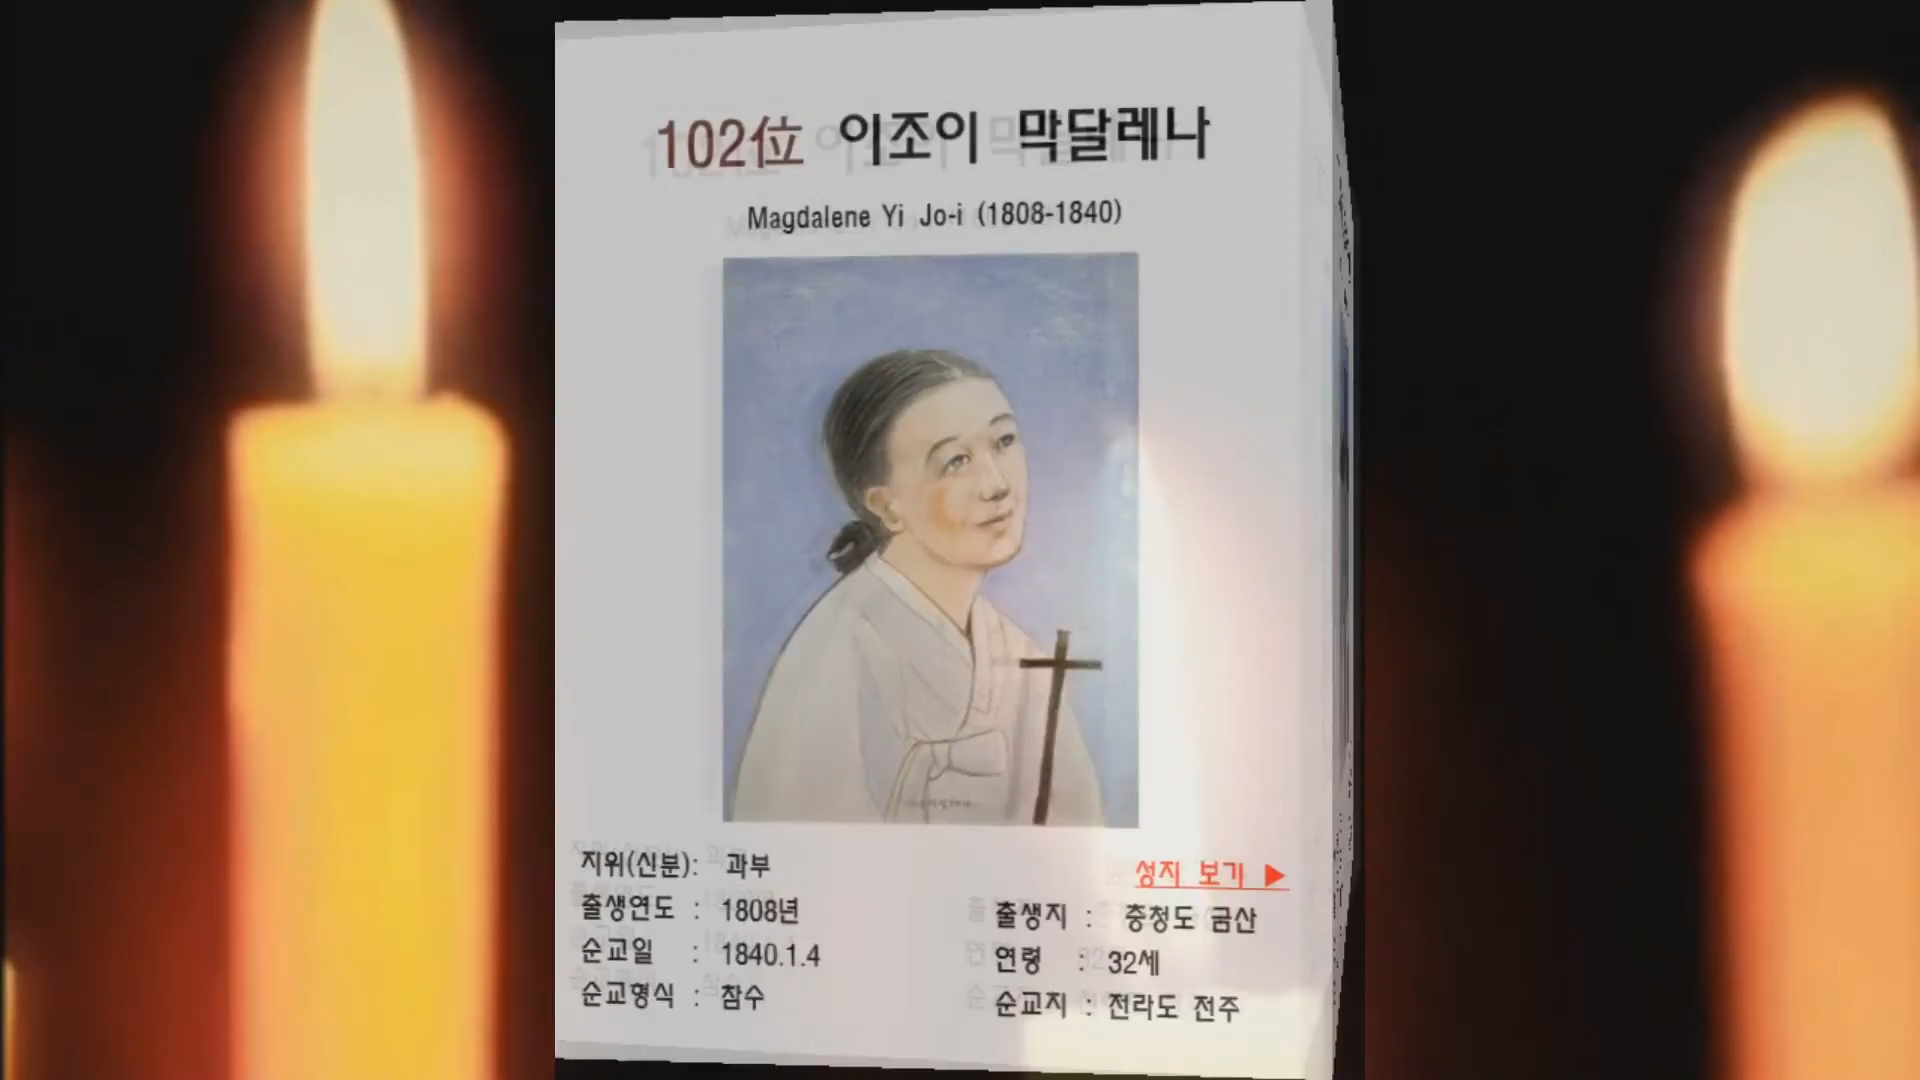 102位 이조이 막달레나
Magdalene Yi Jo-i (1808-1840)
지위(신분): 과부
성지 보기 ▶
출생연도 : 1808년
출생지 : 충청도 금산
순교일 : 1840.1.4
연령 : 32세
순교형식 : 참수
순교지 : 전라도 전주